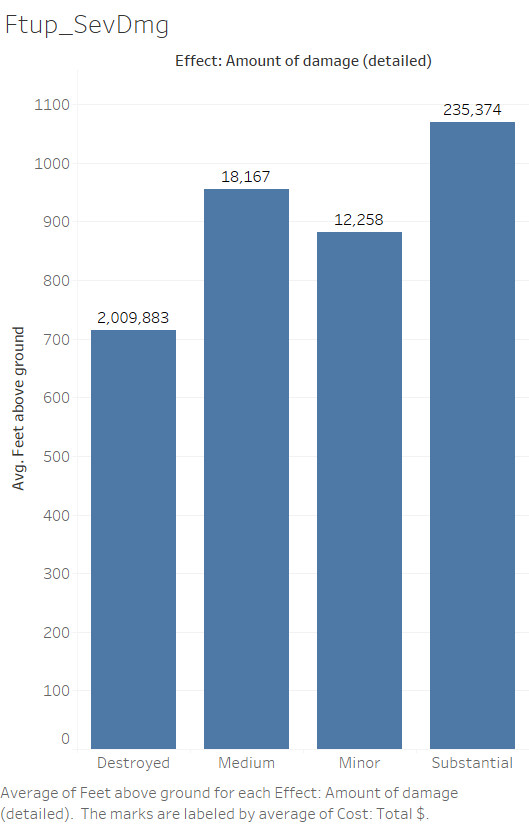 Ftup_SevDmg
Effect: Amount of damage (detailed)
Avg. Feet above ground
1100
1000
900
800
700
600
500
400
300
200
100
0
2,009,883
18,167
12,258
235,374
Destroyed
Medium
Minor
Substantial
Average of Feet above ground for each Effect: Amount of damage
(detailed). The marks are labeled by average of Cost: Total $.